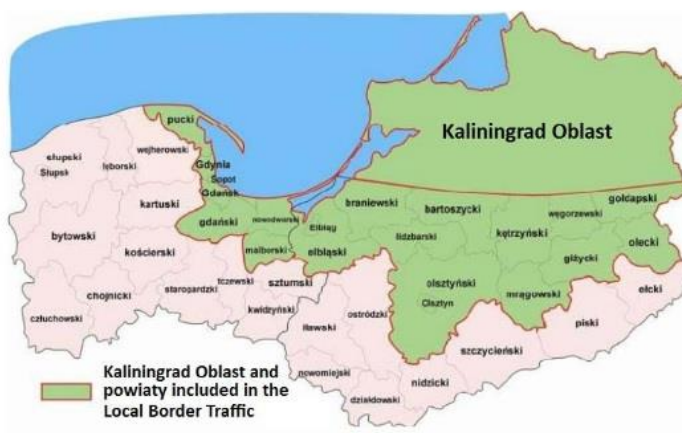 Kaliningrad Oblast
pucki
wejherowski
słupski
Słupsk
lęborski
Gdynia
Sopot
Gdańsk
kartuski
gdański
nowodworski
malborski
Elbląg
elbląski
braniewski
bartoszycki
lidzbarski
kętrzyński
węgorzewski
gołdapski
olecki
giżycki
mrągowski
olsztyński
Olsztyn
bytowski
kościerski
chojnicki
człuchowski
starogardzki
tczewski
sztumski
kwidzyński
iławski
ostródzki
nowomiejski
działdowski
nidzicki
szczycieński
piski
ełcki
Kaliningrad Oblast and
powiaty included in the
Local Border Traffic